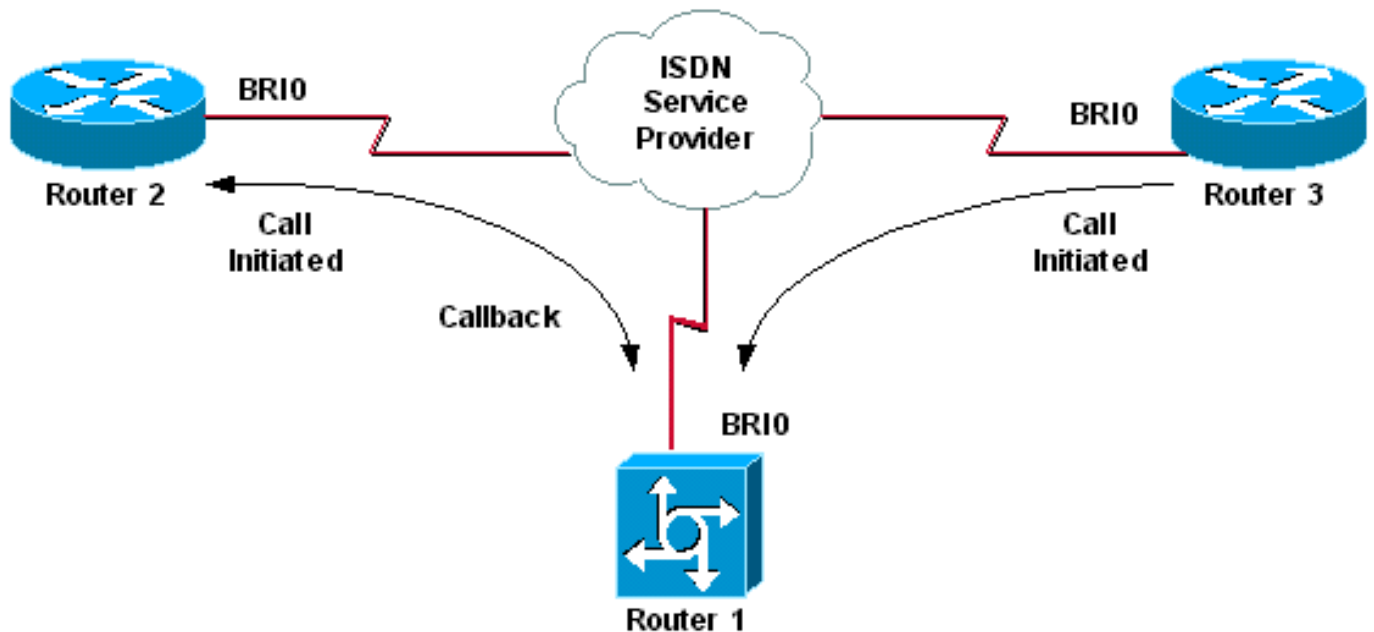 ISDN
Service
Provider
BRI0
BRI0
Router 2
Router 3
Call
Initiated
Call
Initiated
Callback
BRI0
Router 1